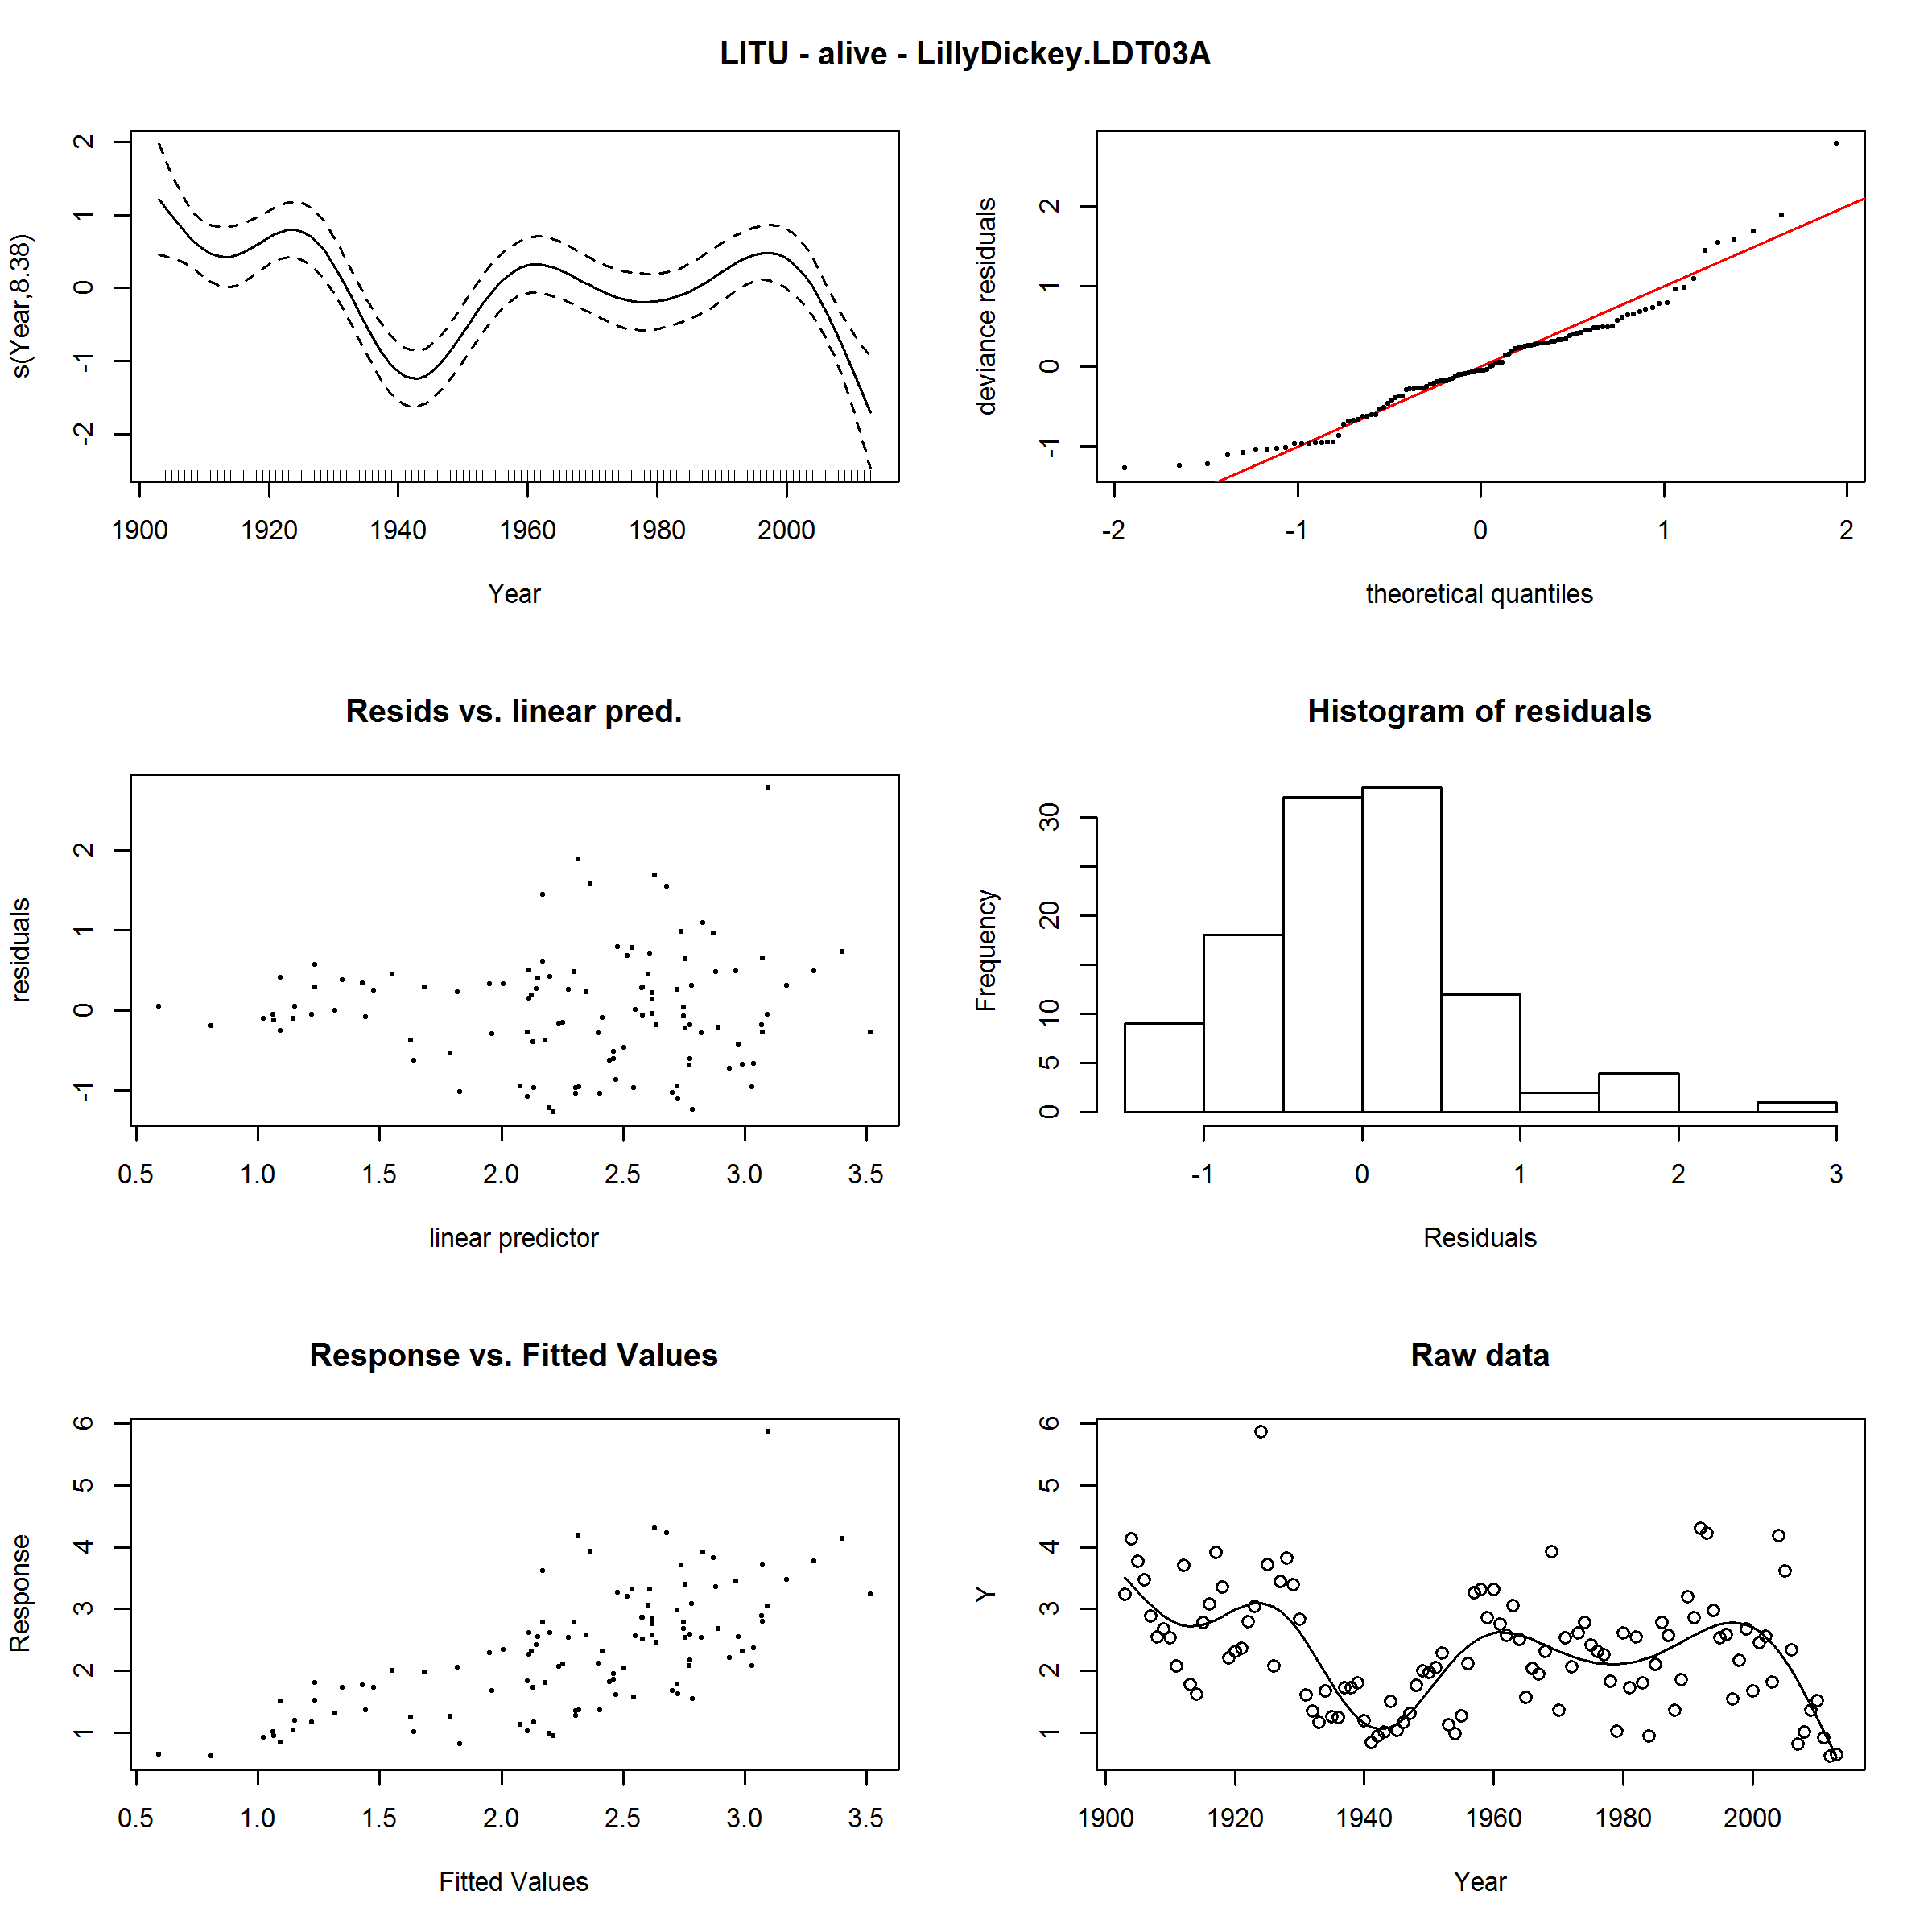 LITU - alive - LillyDickey.LDT03A
s(Year,8.38)
2
1
0
-1
-2
1900 1920 1940 1960 1980 2000
Year
deviance residuals
2
1
0
-1
-2 -1 0 1 2
theoretical quantiles
Resids vs. linear pred.
residuals
2
1
0
-1
0.5 1.0 1.5 2.0 2.5 3.0 3.5
linear predictor
Histogram of residuals
Frequency
30
20
10
5
0
-1 0 1 2 3
Residuals
Response vs. Fitted Values
Response
6
5
4
3
2
1
0.5 1.0 1.5 2.0 2.5 3.0 3.5
Fitted Values
Raw data
Y
6
5
4
3
2
1
1900 1920 1940 1960 1980 2000
Year